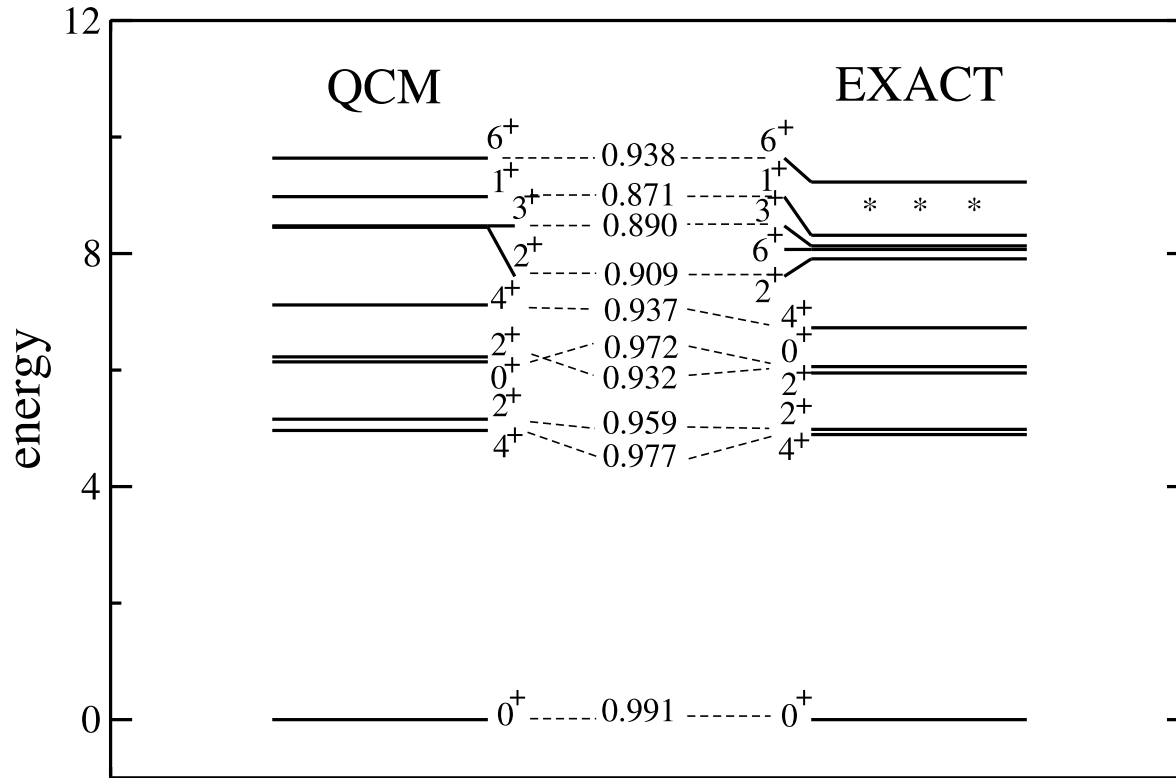 12
QCM EXACT
6+ 0.938 6+
1+ 0.871 1+
3+ 0.890 3+
* * *
8
6+
2+ 0.909 2+
4+ 0.937 4+
0.972 0+
2+
0+ 0.932 2+
2+ 0.959 2+
4+ 0.977 4+
4
energy
0+ 0.991 0+
0